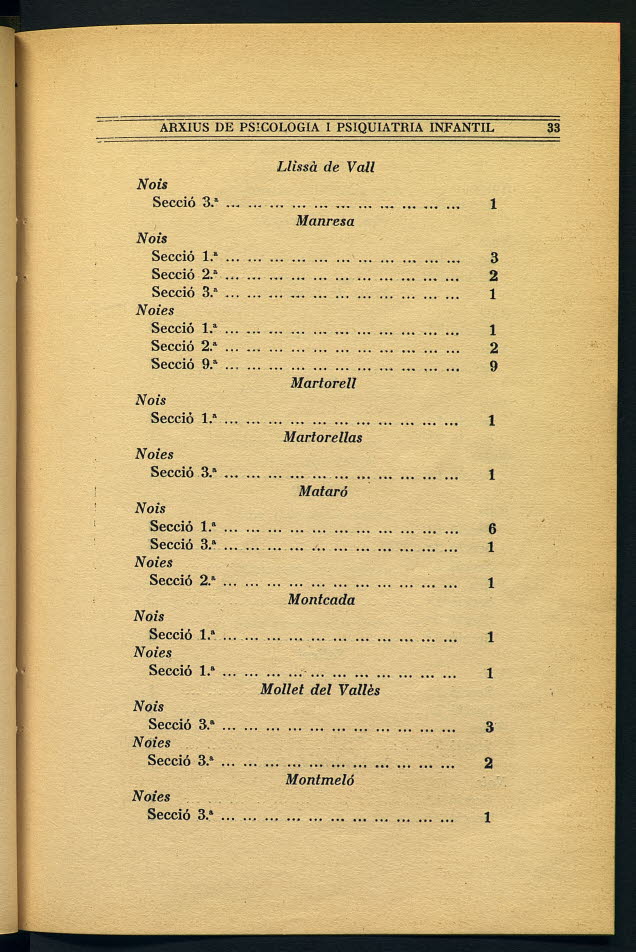 ARXIUS DE PSICOLOGIA I PSIQUIATRIA INFANTIL 33
Llissà de Vall
Nois
Secció 3.ª ... ... ... ... ... ... ... ... ... ... ... 1
Manresa
Nois
Secció 1.ª ... ... ... ... ... ... ... ... ... ... ... 3
Secció 2.ª ... ... ... ... ... ... ... ... ... ... ... 2
Secció 3.ª ... ... ... ... ... ... ... ... ... ... ... 1
Noies
Secció 1.ª ... ... ... ... ... ... ... ... ... ... ... 1
Secció 2.ª ... ... ... ... ... ... ... ... ... ... ... 2
Secció 9.ª ... ... ... ... ... ... ... ... ... ... ... 9
Martorell
Nois
Secció 1.ª ... ... ... ... ... ... ... ... ... ... ... 1
Martorellas
Noies
Secció 3.ª ... ... ... ... ... ... ... ... ... ... ... 1
Mataró
Nois
Secció 1.ª ... ... ... ... ... ... ... ... ... ... ... 6
Secció 3.ª ... ... ... ... ... ... ... ... ... ... ... 1
Noies
Secció 2.ª ... ... ... ... ... ... ... ... ... ... ... 1
Montcada
Nois
Secció 1.ª ... ... ... ... ... ... ... ... ... ... ... 1
Noies
Secció 1.ª ... ... ... ... ... ... ... ... ... ... ... 1
Mollet del Vallès
Nois
Secció 3.ª ... ... ... ... ... ... ... ... ... ... ... 3
Noies
Secció 3.ª ... ... ... ... ... ... ... ... ... ... ... 2
Montmeló
Noies
Secció 3.ª ... ... ... ... ... ... ... ... ... ... ... 1